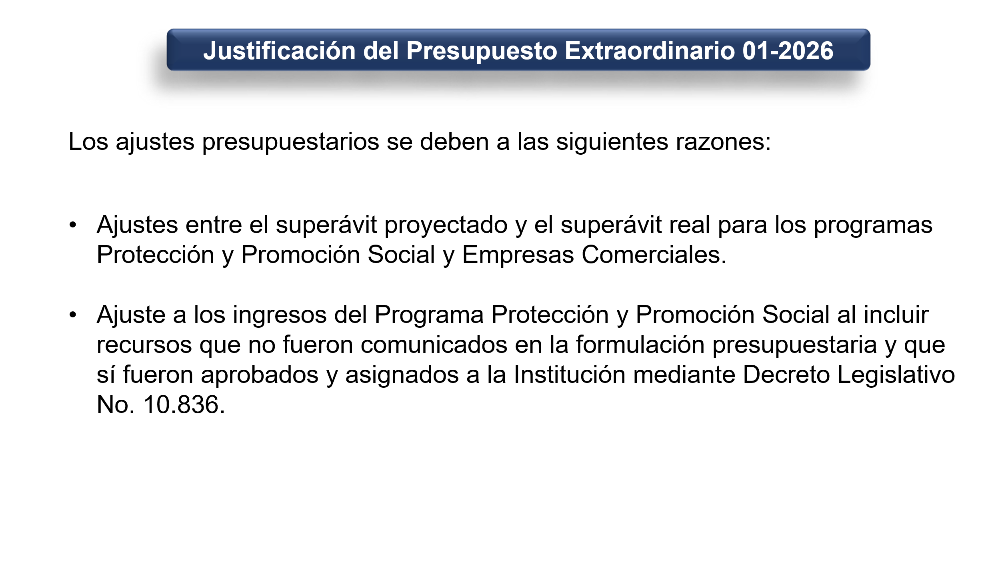 Justificación del Presupuesto Extraordinario 01-2026
Los ajustes presupuestarios se deben a las siguientes razones:
• Ajustes entre el superávit proyectado y el superávit real para los programas
Protección y Promoción Social y Empresas Comerciales.
• Ajuste a los ingresos del Programa Protección y Promoción Social al incluir
recursos que no fueron comunicados en la formulación presupuestaria y que
sí fueron aprobados y asignados a la Institución mediante Decreto Legislativo
No. 10.836.